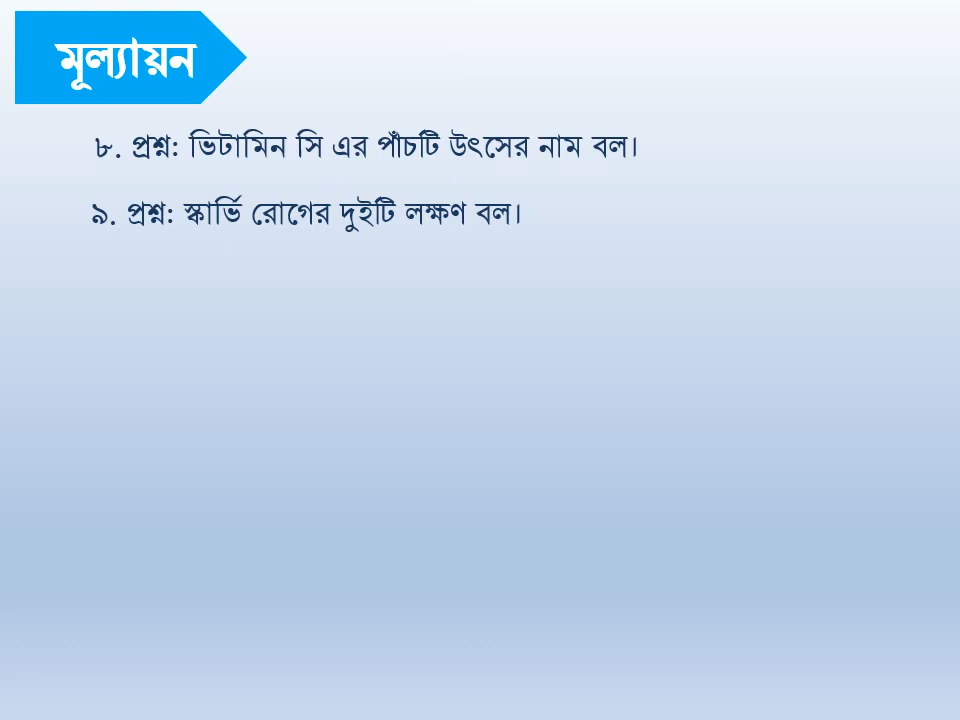 মূল্যায়ন
৮. প্রশ্ন: ভিটামিন সি এর পাঁচটি উৎসের নাম বল।
৯. প্রশ্ন: স্কার্ভি রোগের দুইটি লক্ষণ বল।